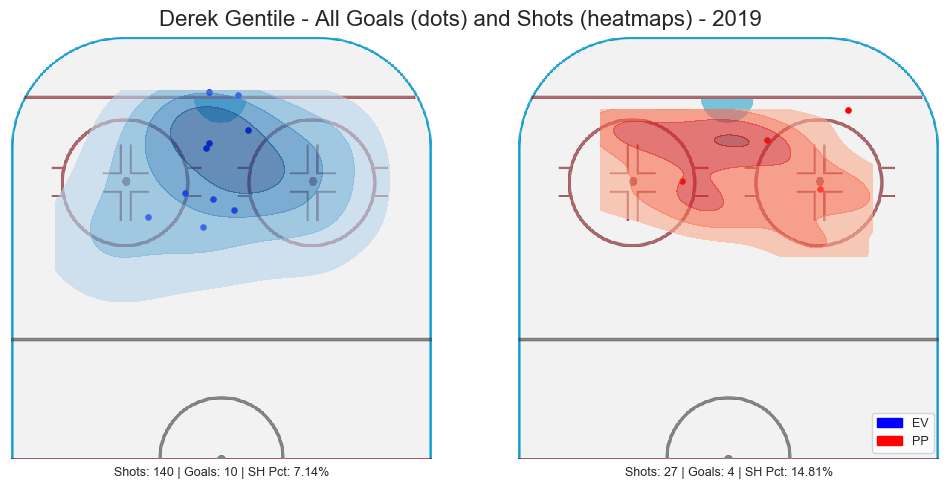 Derek Gentile - All Goals (dots) and Shots (heatmaps) - 2019
EV
PP
Shots: 140 | Goals: 10 | SH Pct: 7.14%
Shots: 27 | Goals: 4 | SH Pct: 14.81%